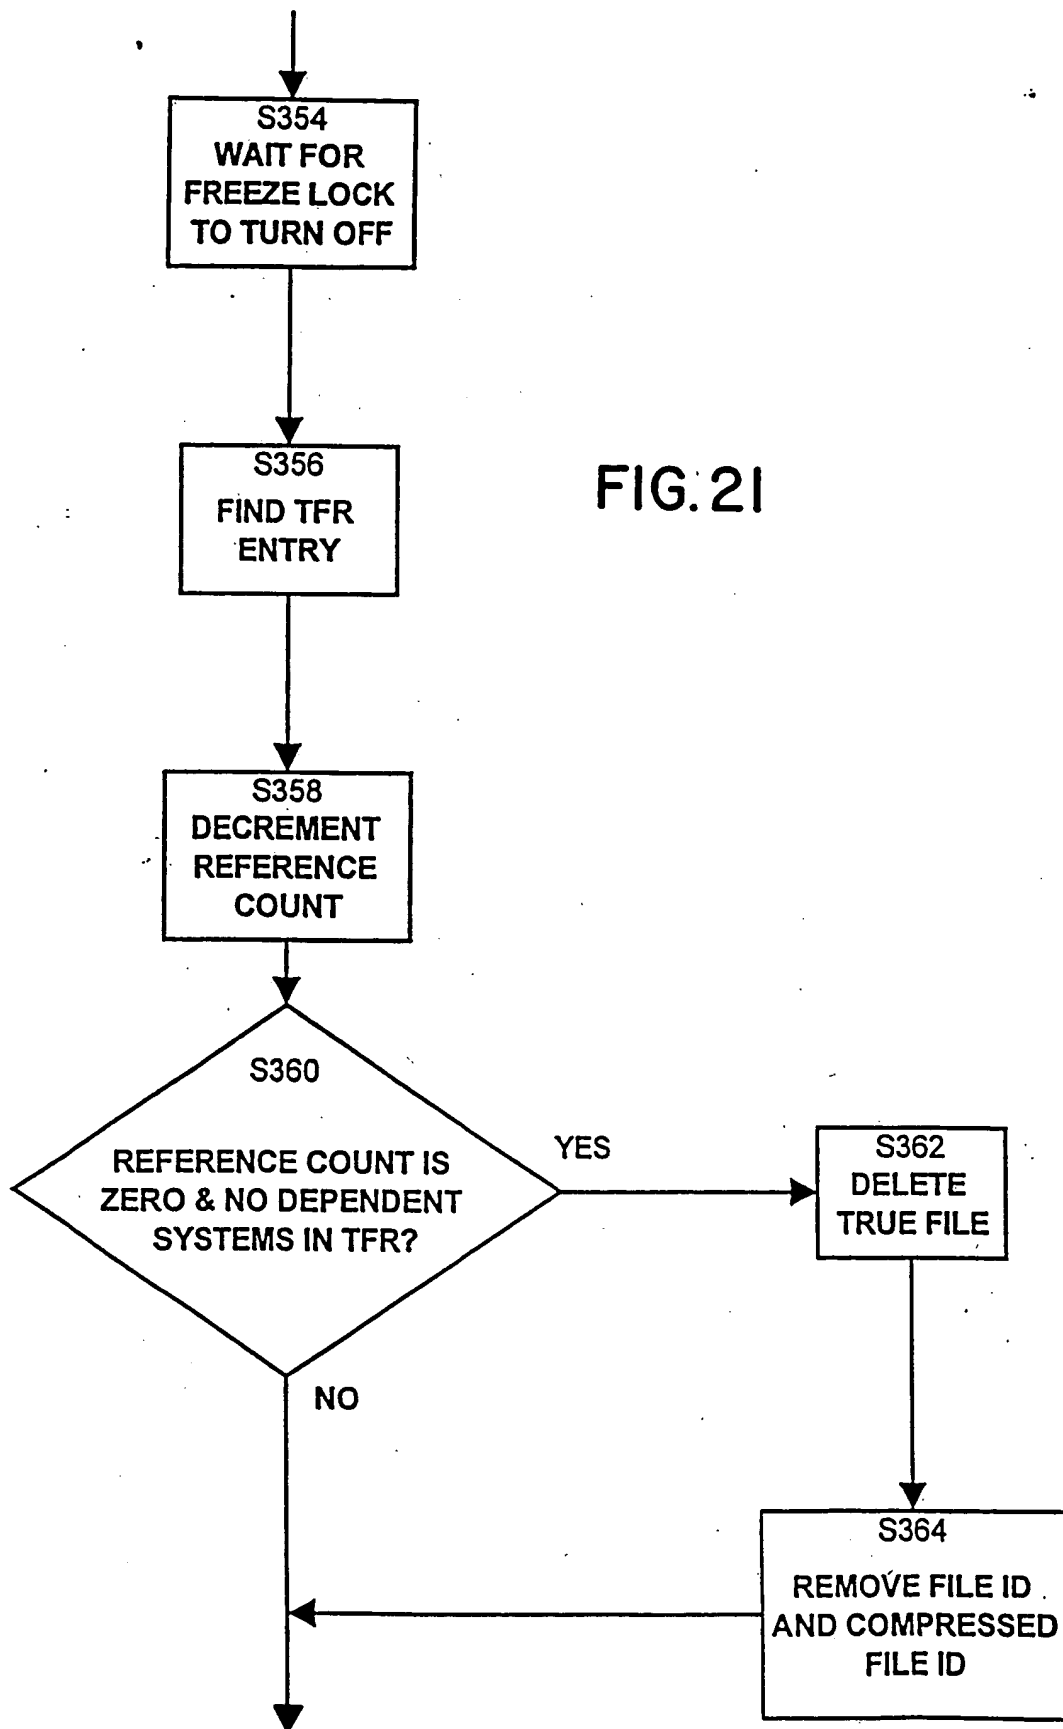 S354
WAIT FOR
FREEZE LOCK
TO TURN OFF
S356
FIND TFR
ENTRY
FIG. 21
S358
DECREMENT
REFERENCE
COUNT
S360
REFERENCE COUNT IS
ZERO & NO DEPENDENT
SYSTEMS IN TFR?
YES
NO
S362
DELETE
TRUE FILE
S364
REMOVE FILE ID
AND COMPRESSED
FILE ID